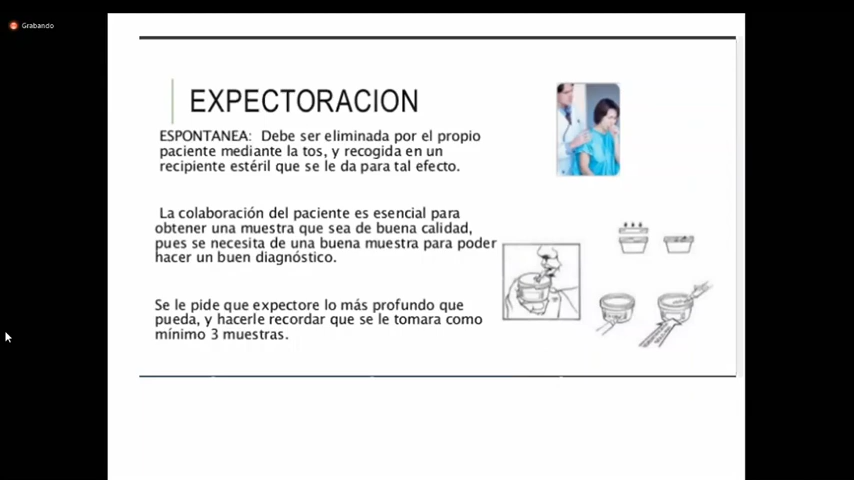 Grabando
EXPECTORACION
ESPONTANEA: Debe ser eliminada por el propio
paciente mediante la tos, y recogida en un
recipiente estéril que se le da para tal efecto.
La colaboración del paciente es esencial para
obtener una muestra que sea de buena calidad,
pues se necesita de una buena muestra para poder
hacer un buen diagnóstico.
Se le pide que expectore lo más profundo que
pueda, y hacerle recordar que se le tomara como
mínimo 3 muestras.